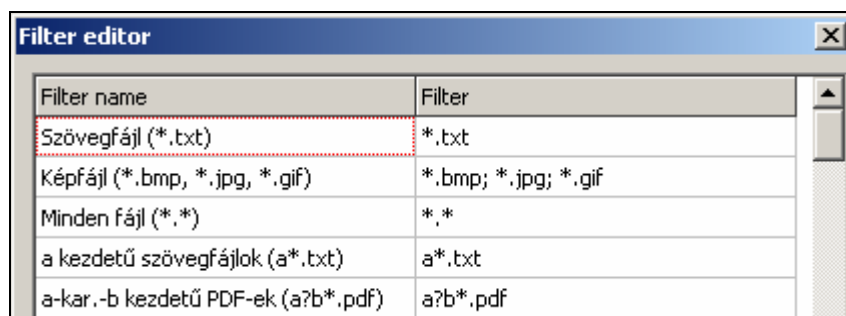 Filter editor
Filter name Filter
Szövegfájl (*.txt) *.txt
Képfájl (*.bmp, *.jpg, *.gif) *.bmp; *.jpg; *.gif
Minden fájl (*.*) *.*
a kezdetű szövegfájlok (a*.txt) a*.txt
a-kar.-b kezdetű PDF-ek (a?b*.pdf) a?b*.pdf